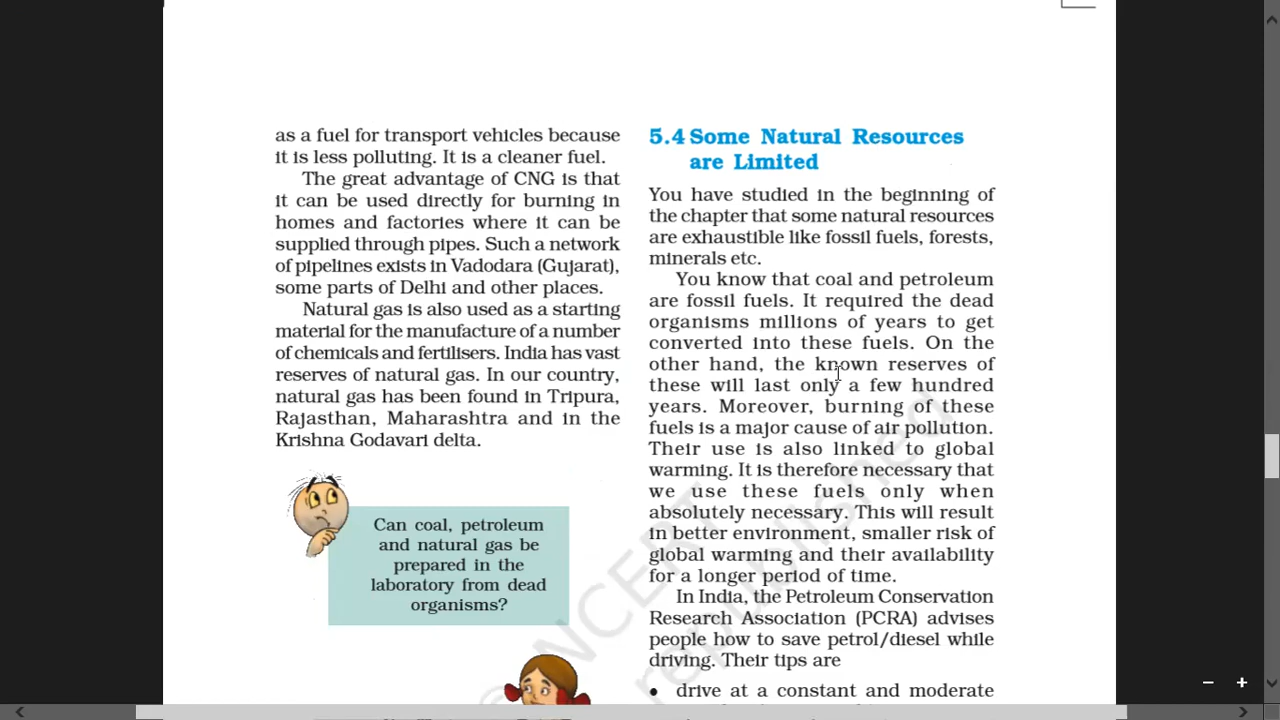 as a fuel for transport vehicles because
it is less polluting. It is a cleaner fuel.
The great advantage of CNG is that
it can be used directly for burning in
homes and factories where it can be
supplied through pipes. Such a network
of pipelines exists in Vadodara (Gujarat),
some parts of Delhi and other places.
Natural gas is also used as a starting
material for the manufacture of a number
of chemicals and fertilisers. India has vast
reserves of natural gas. In our country,
natural gas has been found in Tripura,
Rajasthan, Maharashtra and in the
Krishna Godavari delta.
Can coal, petroleum
and natural gas be
prepared in the
laboratory from dead
organisms?
5.4 Some Natural Resources
are Limited
You have studied in the beginning of
the chapter that some natural resources
are exhaustible like fossil fuels, forests,
minerals etc.
You know that coal and petroleum
are fossil fuels. It required the dead
organisms millions of years to get
converted into these fuels. On the
other hand, the known reserves of
these will last only a few hundred
years. Moreover, burning of these
fuels is a major cause of air pollution.
Their use is also linked to global
warming. It is therefore necessary that
we use these fuels only when
absolutely necessary. This will result
in better environment, smaller risk of
global warming and their availability
for a longer period of time.
In India, the Petroleum Conservation
Research Association (PCRA) advises
people how to save petrol/diesel while
driving. Their tips are
• drive at a constant and moderate
© NCERT
republished